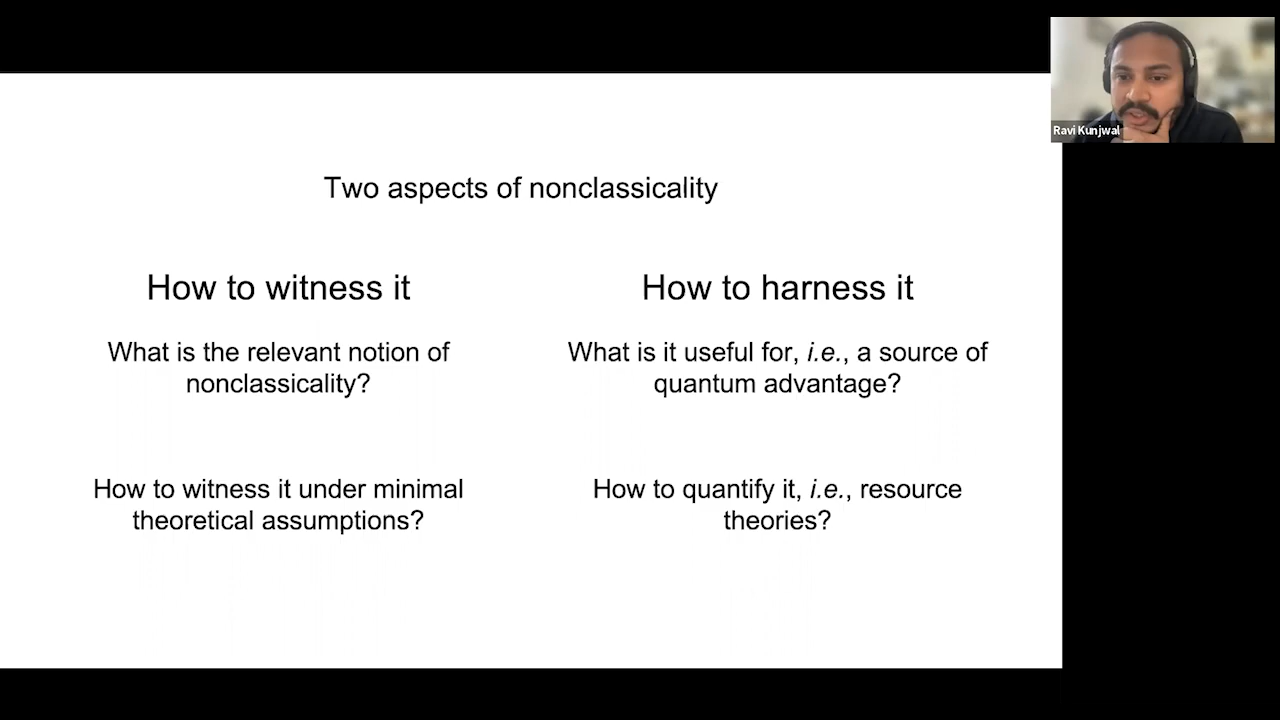 Ravi Kunjwal
Two aspects of nonclassicality
How to witness it
What is the relevant notion of
nonclassicality?
How to witness it under minimal
theoretical assumptions?
How to harness it
What is it useful for, i.e., a source of
quantum advantage?
How to quantify it, i.e., resource
theories?